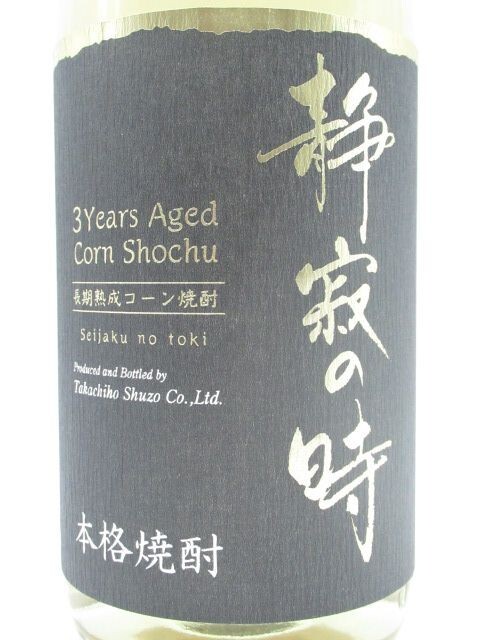 静寂の時
3Years Aged
Corn Shochu
長期熟成コーン焼酎
Seijaku no toki
Produced and Bottled by
Takachiho Shuzo Co.,Ltd.
本格焼酎